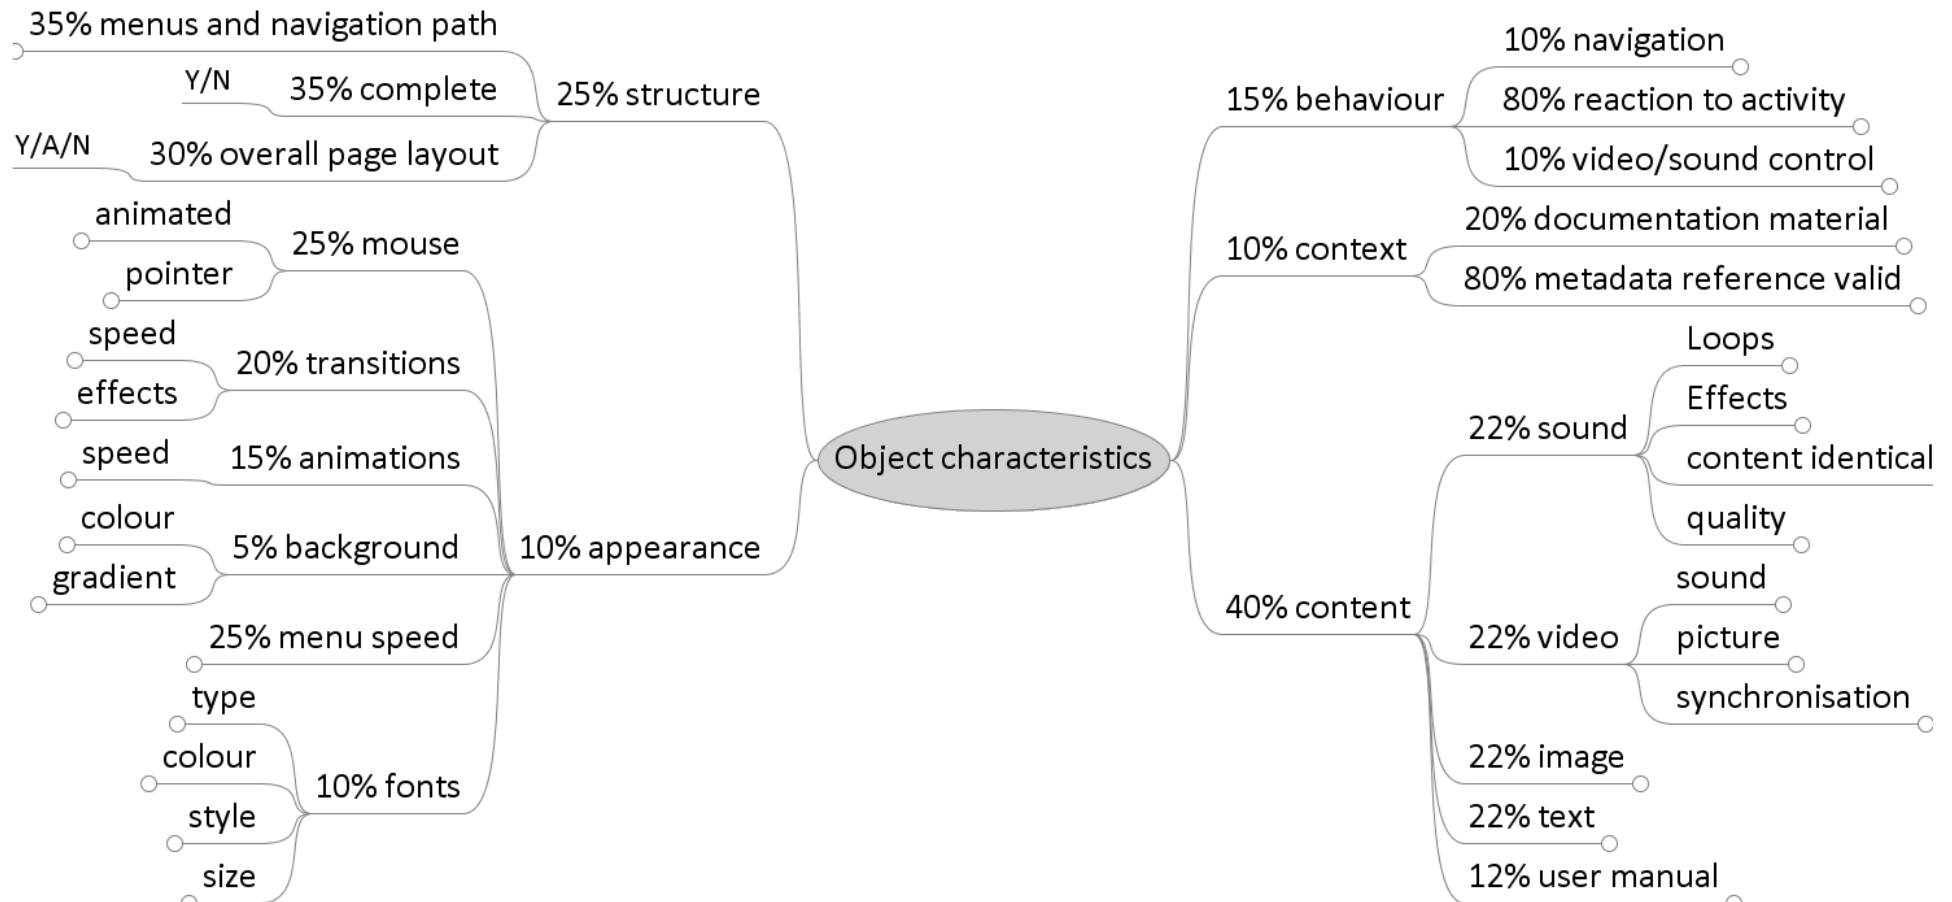 35% menus and navigation path
Y/N
35% complete
25% structure
Y/A/N
30% overall page layout
animated
25% mouse
pointer
speed
20% transitions
effects
speed
15% animations
colour
5% background
10% appearance
gradient
25% menu speed
type
colour
10% fonts
style
size
Object characteristics
10% navigation
15% behaviour
80% reaction to activity
10% video/sound control
20% documentation material
10% context
80% metadata reference valid
Loops
Effects
22% sound
content identical
quality
40% content
sound
22% video
picture
synchronisation
22% image
22% text
12% user manual